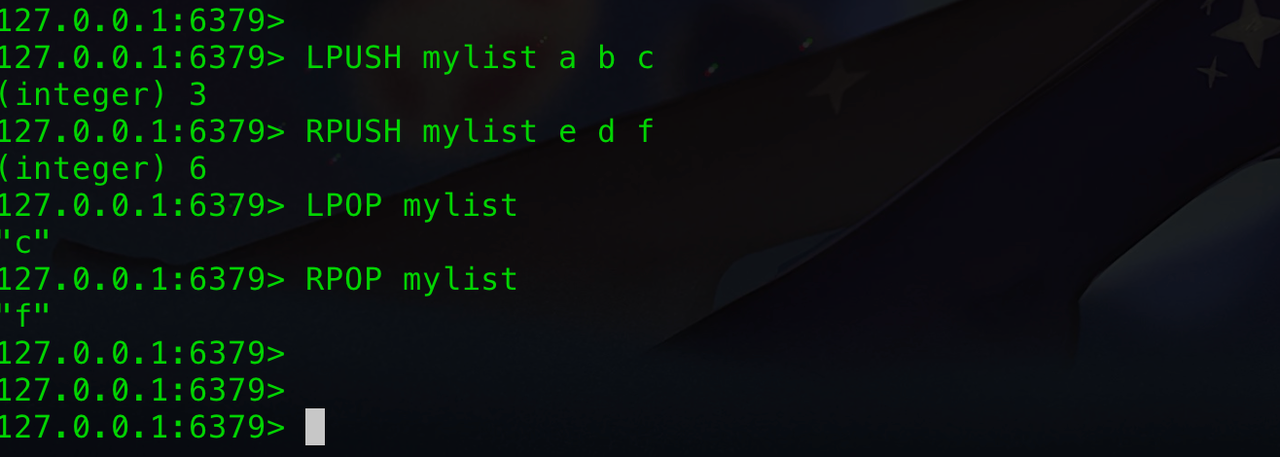 127.0.0.1:6379>
127.0.0.1:6379> LPUSH mylist a b c
(integer) 3
127.0.0.1:6379> RPUSH mylist e d f
(integer) 6
127.0.0.1:6379> LPOP mylist
"c"
127.0.0.1:6379> RPOP mylist
"f"
127.0.0.1:6379>
127.0.0.1:6379>
127.0.0.1:6379>